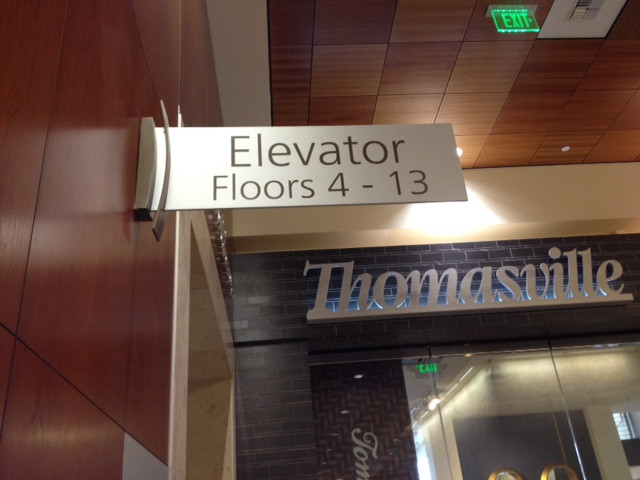 EXIT
Elevator
Floors 4 - 13
Thomasville
EXIT